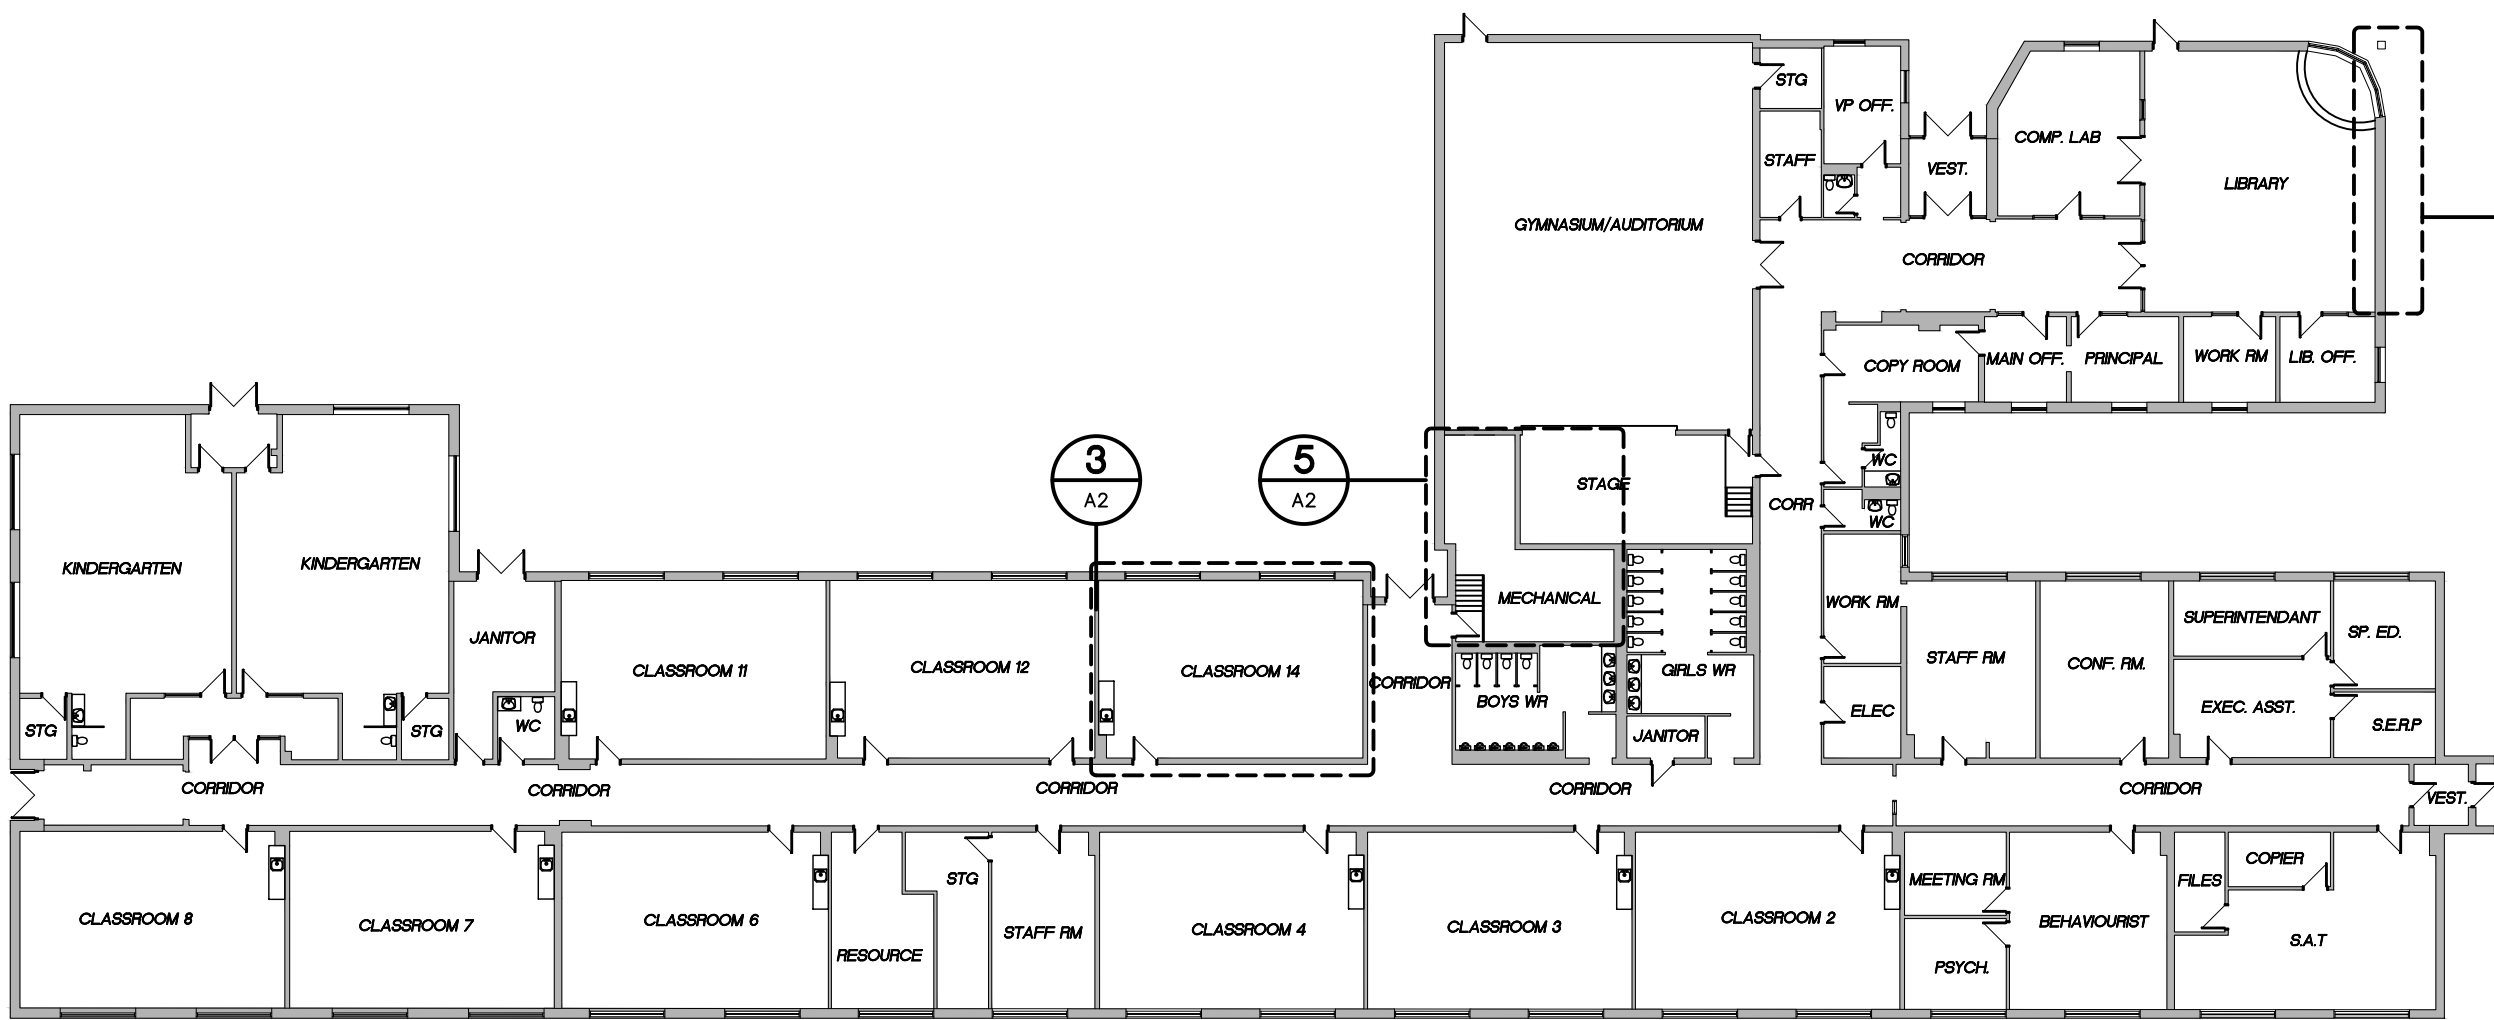 STG
VP OFF.
COMP. LAB
STAFF
VEST.
LIBRARY
GYMNASIUM/AUDITORIUM
CORRIDOR
COPY ROOM
MAIN OFF.
PRINCIPAL
WORK RM
LIB. OFF.
3
A2
5
A2
WC
STAGE
CORR
WC
KINDERGARTEN
KINDERGARTEN
JANITOR
MECHANICAL
WORK RM
SUPERINTENDANT
SP. ED.
CLASSROOM 11
CLASSROOM 12
CLASSROOM 14
CORRIDOR
GIRLS WR
BOYS WR
STAFF RM
CONF. RM.
ELEC
EXEC. ASST.
S.E.R.P
STG
STG
WC
JANITOR
CORRIDOR
CORRIDOR
CORRIDOR
CORRIDOR
CORRIDOR
VEST.
STG
COPIER
MEETING RM
FILES
CLASSROOM 8
CLASSROOM 7
CLASSROOM 6
RESOURCE
STAFF RM
CLASSROOM 4
CLASSROOM 3
CLASSROOM 2
BEHAVIOURIST
PSYCH.
S.A.T